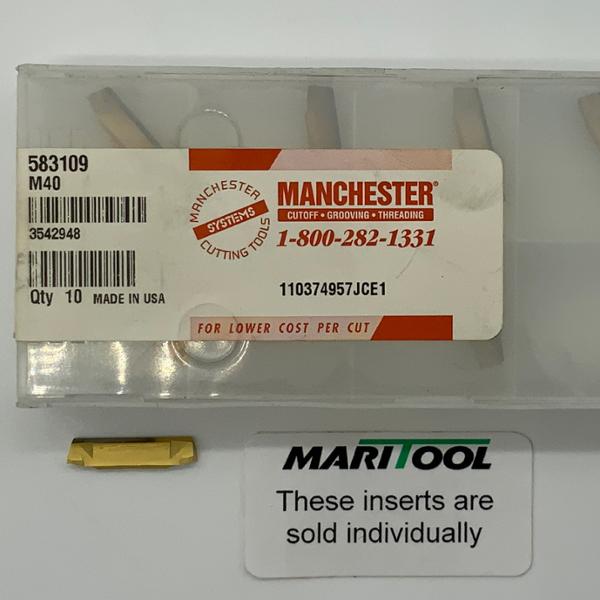 583109
M40
3542948
Qty 10 MADE IN USA
MANCHESTER
SYSTEMS
CUTTING TOOLS
MANCHESTER®
CUTOFF • GROOVING • THREADING
1-800-282-1331
110374957JCE1
FOR LOWER COST PER CUT
MARITOOL
These inserts are
sold individually